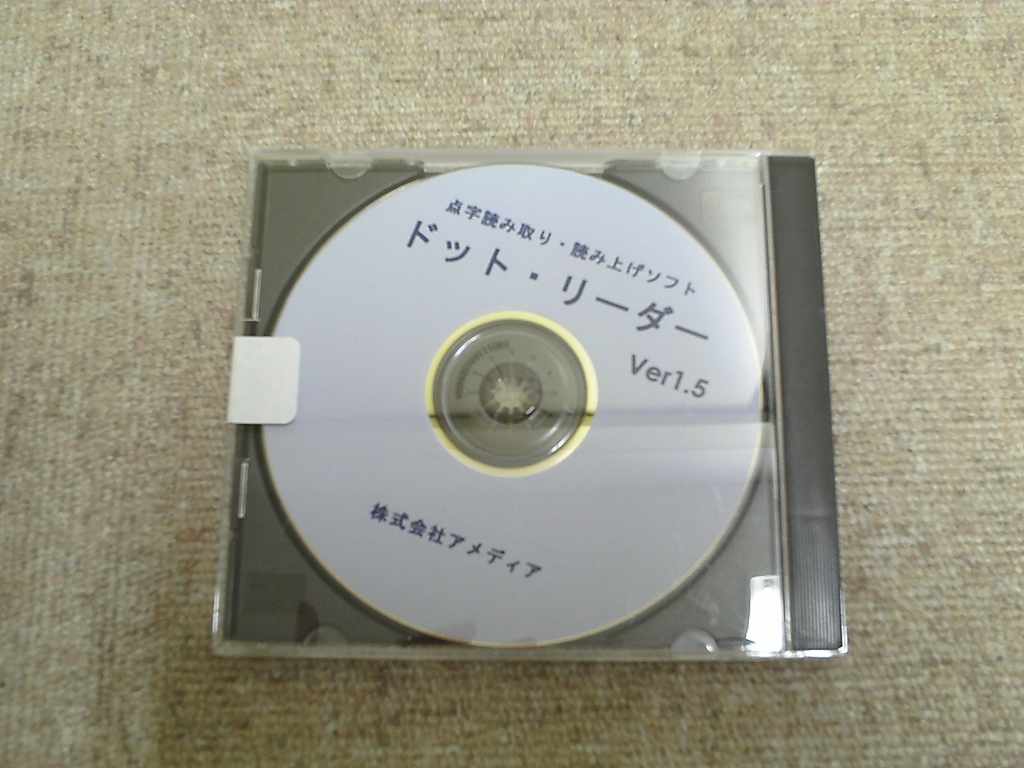 点字読み取り・読み上げソフト
ドット・リーダー
Ver1.5
株式会社アメディア